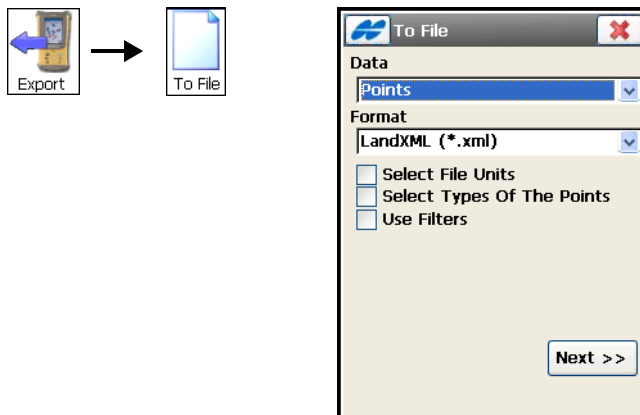 Export
To File
To File
Data
Points
Format
LandXML (*.xml)
Select File Units
Select Types Of The Points
Use Filters
Next >>